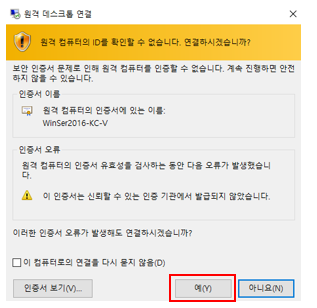 원격 데스크톱 연결
원격 컴퓨터의 ID를 확인할 수 없습니다. 연결하시겠습니까?
보안 인증서 문제로 인해 원격 컴퓨터를 인증할 수 없습니다. 계속 진행하면 안전
하지 않을 수 있습니다.
인증서 이름
원격 컴퓨터의 인증서에 있는 이름:
WinSer2016-KC-V
인증서 오류
원격 컴퓨터의 인증서 유효성을 검사하는 동안 다음 오류가 발생했습니
다.
이 인증서는 신뢰할 수 있는 인증 기관에서 발급되지 않았습니다.
이러한 인증서 오류가 발생해도 연결하시겠습니까?
이 컴퓨터로의 연결을 다시 묻지 않음(D)
인증서 보기(V)...
예(Y)
아니요(N)